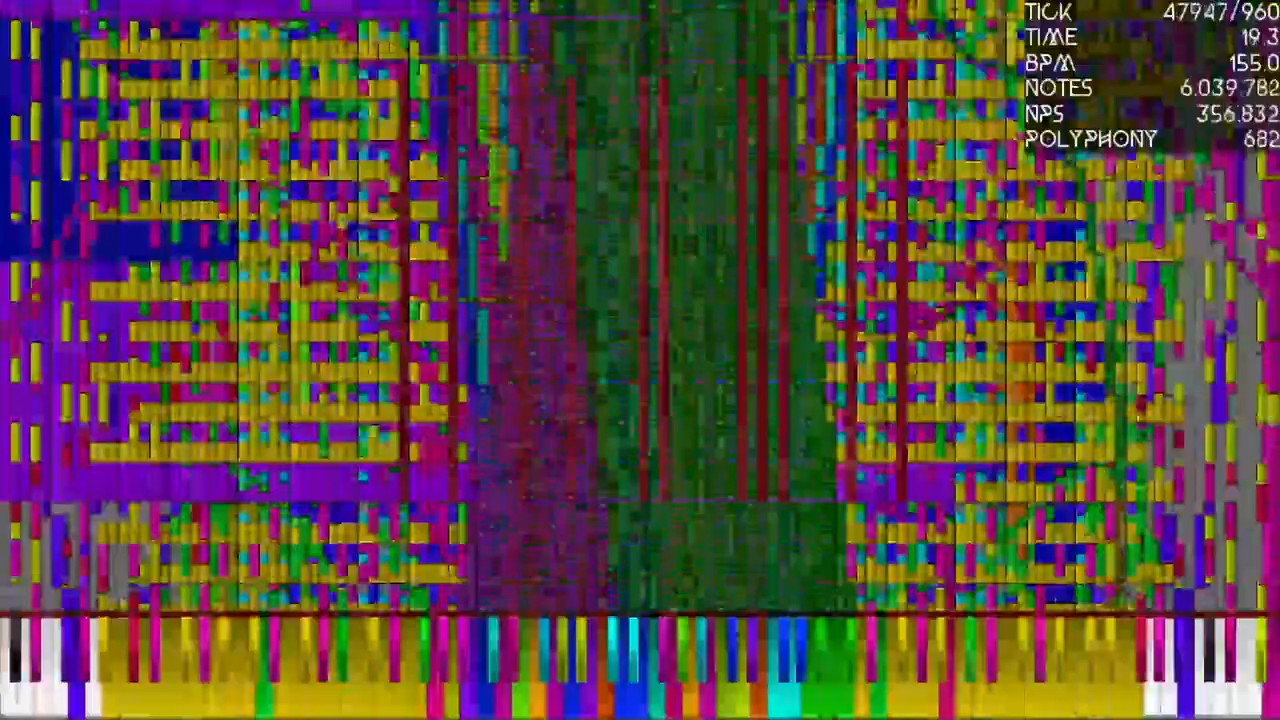 TICK 47947/960
TIME 19.3
BPM 155.0
NOTES 6.039.782
NPS 356.832
POLYPHONY 682